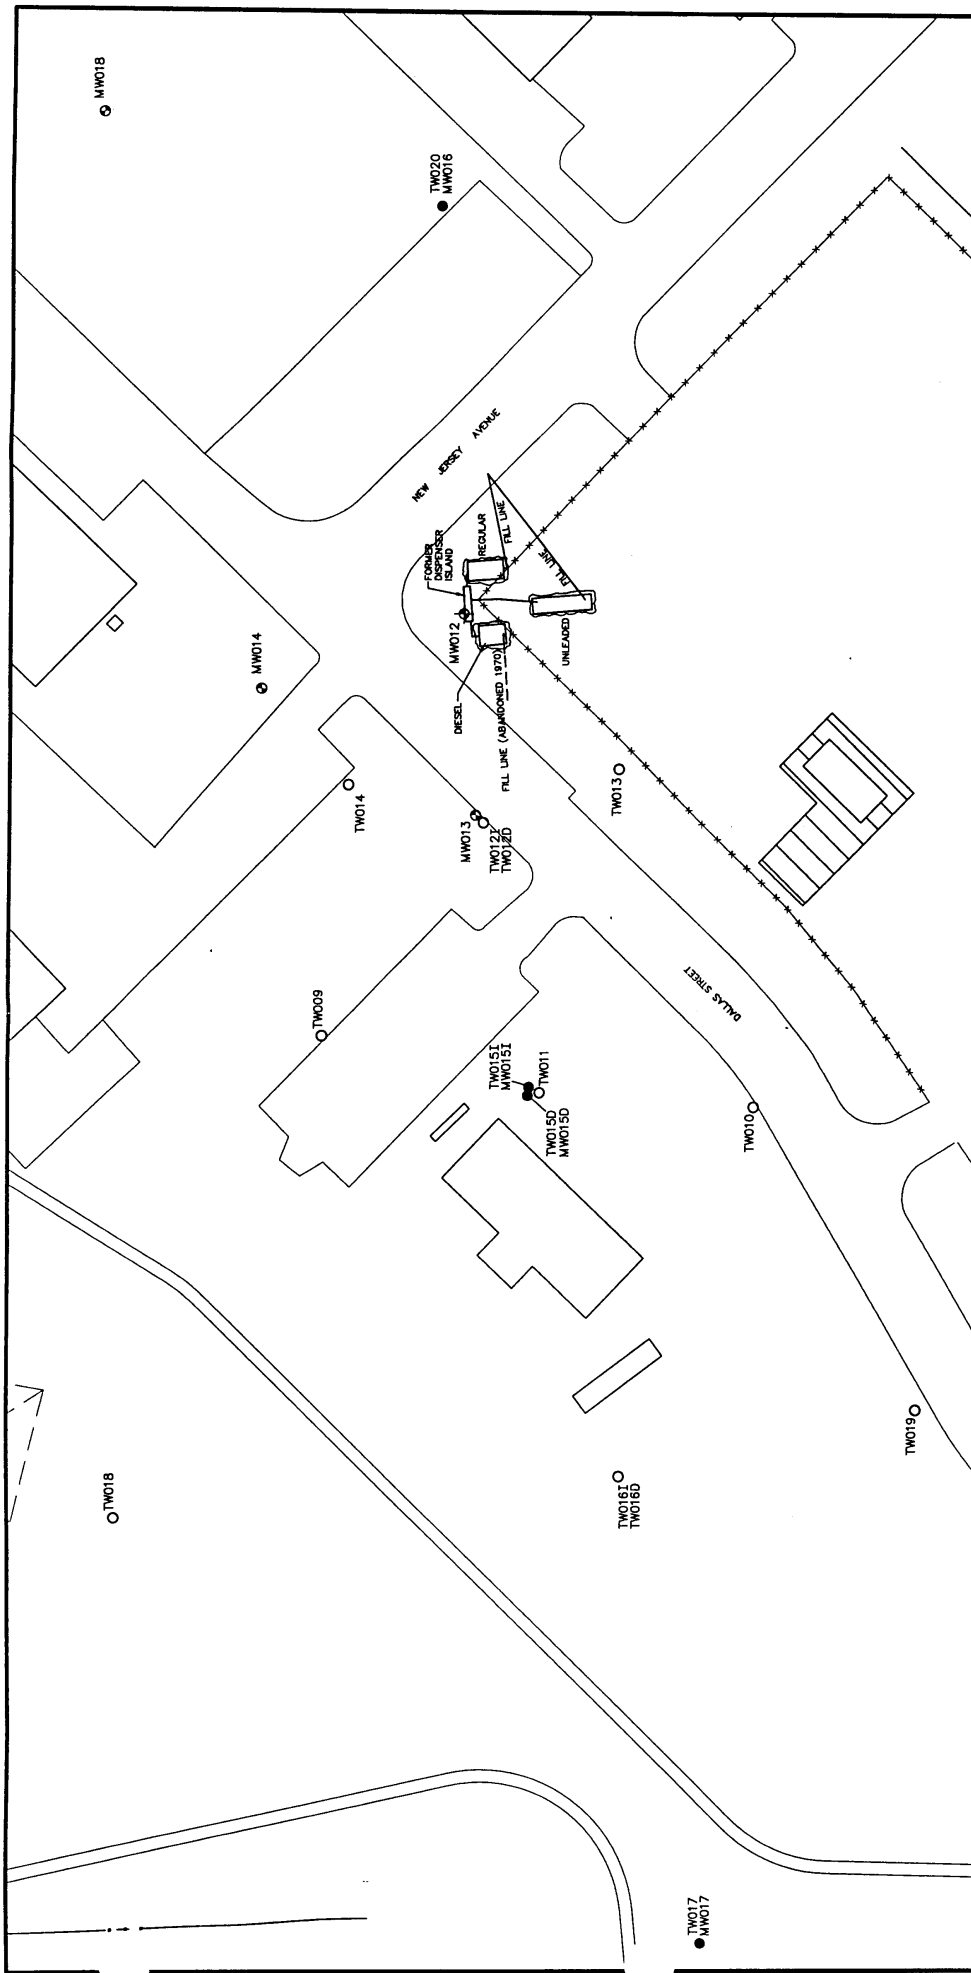 MW018
TW020
MW016
NEW JERSEY AVENUE
FORMER
DISPENSER
ISLAND
REGULAR
FILL LINE
FILL LINE
MW012
UNLEADED
DIESEL
FILL LINE (ABANDONED 1970)
MW014
TW014
TW013
MW013
TW012I
TW012D
DALLAS STREET
TW009
TW015I
MW015I
TW011
TW015D
MW015D
TW010
TW019
TW016I
TW016D
TW018
TW017
MW017